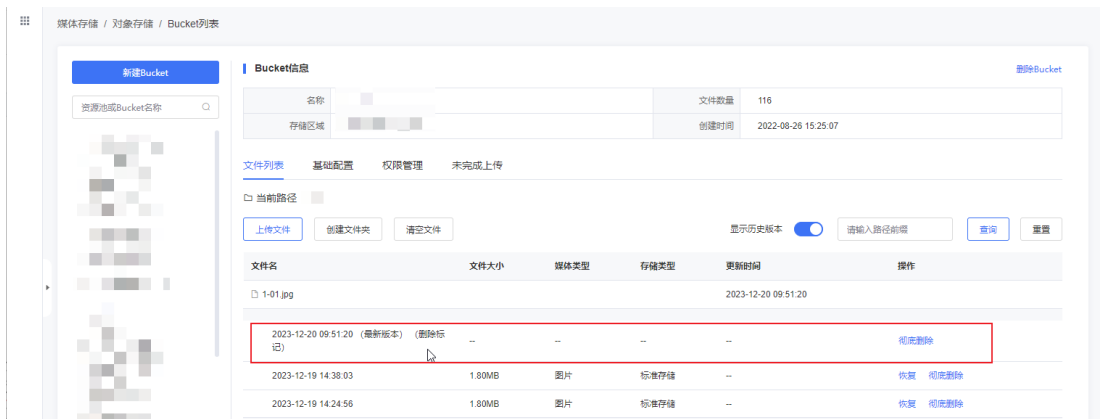 媒体存储 / 对象存储 / Bucket列表
新建Bucket
资源池或Bucket名称
Bucket信息
删除Bucket
名称
文件数量 116
存储区域
创建时间 2022-08-26 15:25:07
文件列表 基础配置 权限管理 未完成上传
当前路径
上传文件 创建文件夹 清空文件 显示历史版本 请输入路径前缀 查询 重置
文件名 文件大小 媒体类型 存储类型 更新时间 操作
1-01.jpg 2023-12-20 09:51:20
2023-12-20 09:51:20 （最新版本） （删除标
记） -- -- -- -- 彻底删除
2023-12-19 14:38:03 1.80MB 图片 标准存储 -- 恢复 彻底删除
2023-12-19 14:24:56 1.80MB 图片 标准存储 -- 恢复 彻底删除